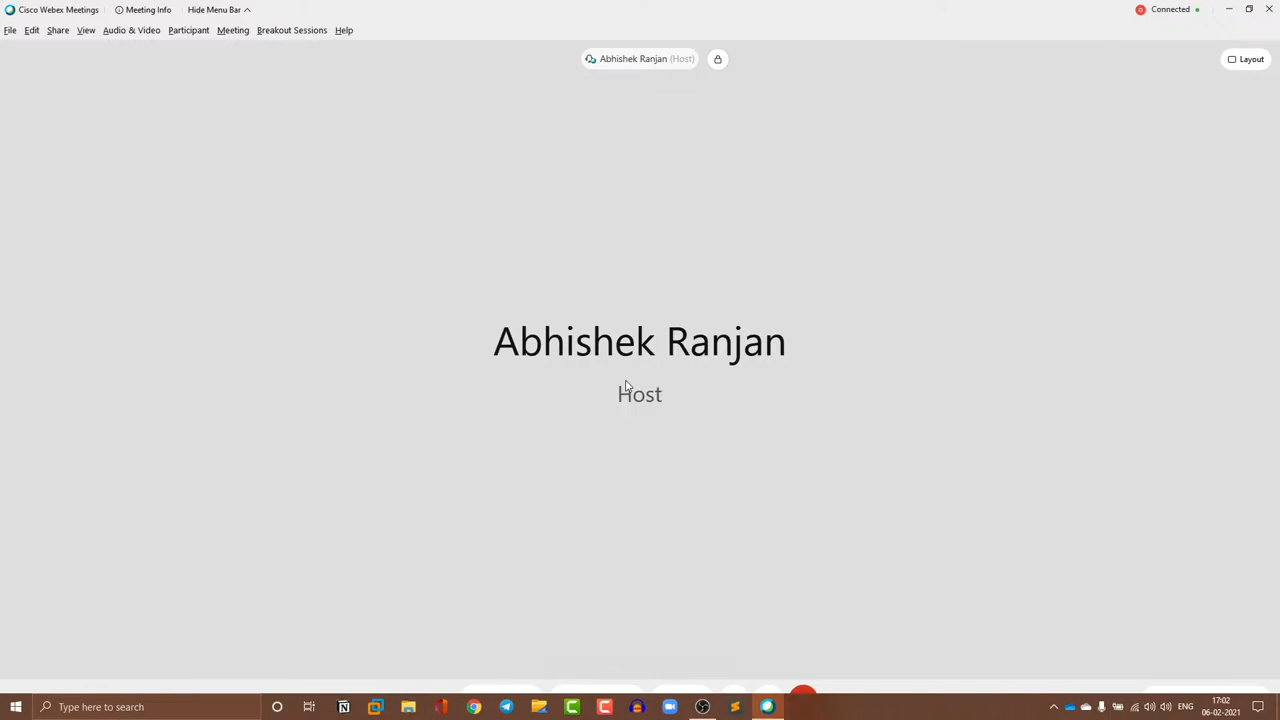 Cisco Webex Meetings Meeting Info Hide Menu Bar Connected
File Edit Share View Audio & Video Participant Meeting Breakout Sessions Help
Abhishek Ranjan (Host) Layout
Abhishek Ranjan
Host
Type here to search ENG 17:02
06-02-2021